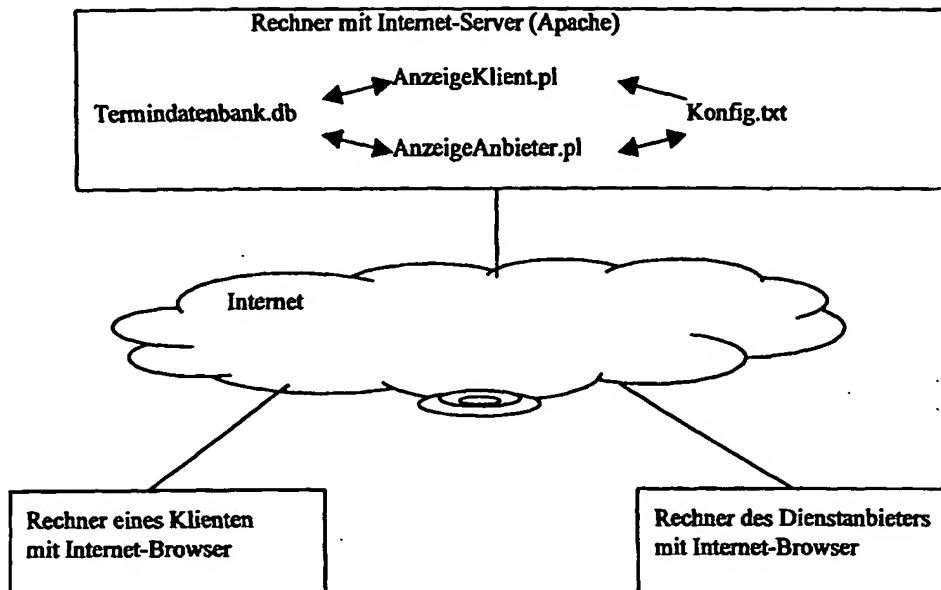 Rechner mit Internet-Server (Apache)
AnzeigeKlient.pl
Termindatenbank.db
Konfig.txt
AnzeigeAnbieter.pl
Internet
Rechner eines Klienten
mit Internet-Browser
Rechner des Dienstanbieters
mit Internet-Browser